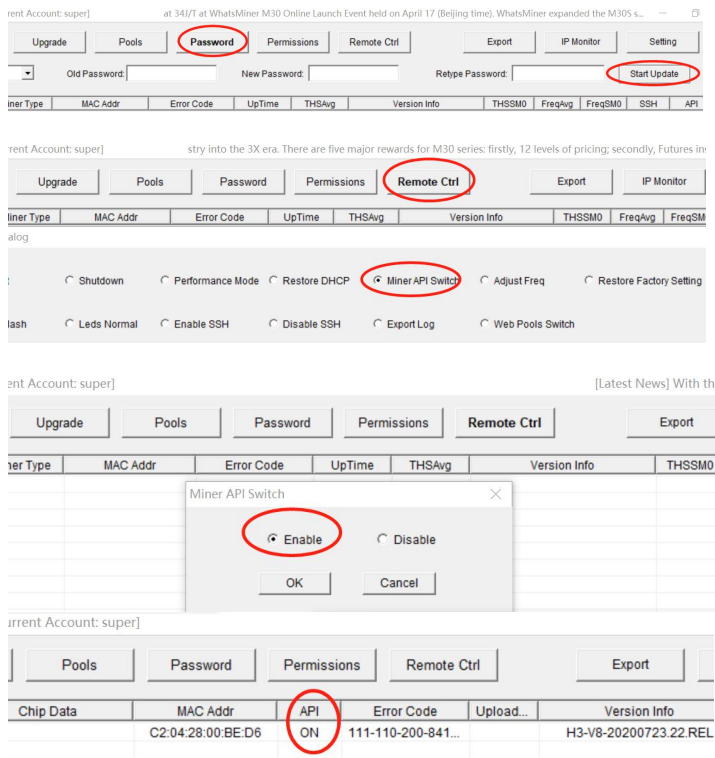 rrent Account: super] at 34J/T at WhatsMiner M30 Online Launch Event held on April 17 (Beijing time). WhatsMiner expanded the M30S s...
Upgrade Pools Password Permissions Remote Ctrl Export IP Monitor Setting
Old Password: New Password: Retype Password: Start Update
iner Type MAC Addr Error Code UpTime THSAvg Version Info THSSM0 FreqAvg FreqSM0 SSH API
rrent Account: super] stry into the 3X era. There are five major rewards for M30 series: firstly, 12 levels of pricing; secondly, Futures in
Upgrade Pools Password Permissions Remote Ctrl Export IP Monitor
Miner Type MAC Addr Error Code UpTime THSAvg Version Info THSSM0 FreqAvg FreqSM
alog
Shutdown Performance Mode Restore DHCP Miner API Switch Adjust Freq Restore Factory Setting
lash Leds Normal Enable SSH Disable SSH Export Log Web Pools Switch
ent Account: super] [Latest News] With th
Upgrade Pools Password Permissions Remote Ctrl Export
ner Type MAC Addr Error Code UpTime THSAvg Version Info THSSM0
Miner API Switch
Enable Disable
OK Cancel
urrent Account: super]
Pools Password Permissions Remote Ctrl Export
Chip Data MAC Addr API Error Code Upload... Version Info
C2:04:28:00:BE:D6 ON 111-110-200-841... H3-V8-20200723.22.REL